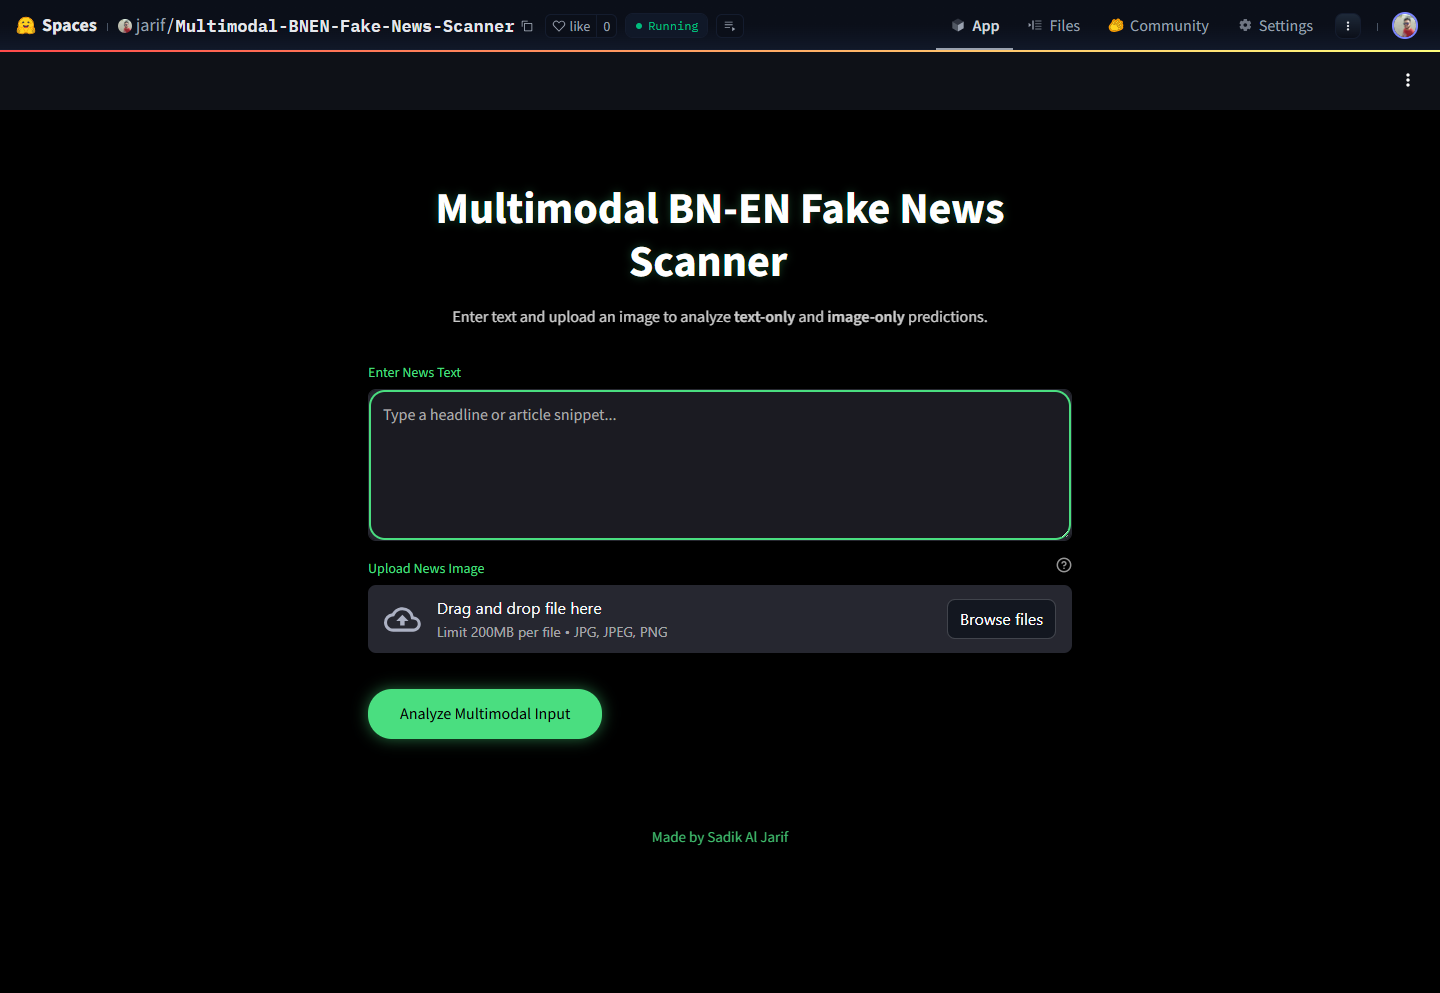 Spaces
jarif/Multimodal-BNEN-Fake-News-Scanner
like 0
Running
App
Files
Community
Settings
Multimodal BN-EN Fake News
Scanner
Enter text and upload an image to analyze text-only and image-only predictions.
Enter News Text
Type a headline or article snippet...
Upload News Image
Drag and drop file here
Limit 200MB per file • JPG, JPEG, PNG
Browse files
Analyze Multimodal Input
Made by Sadik Al Jarif